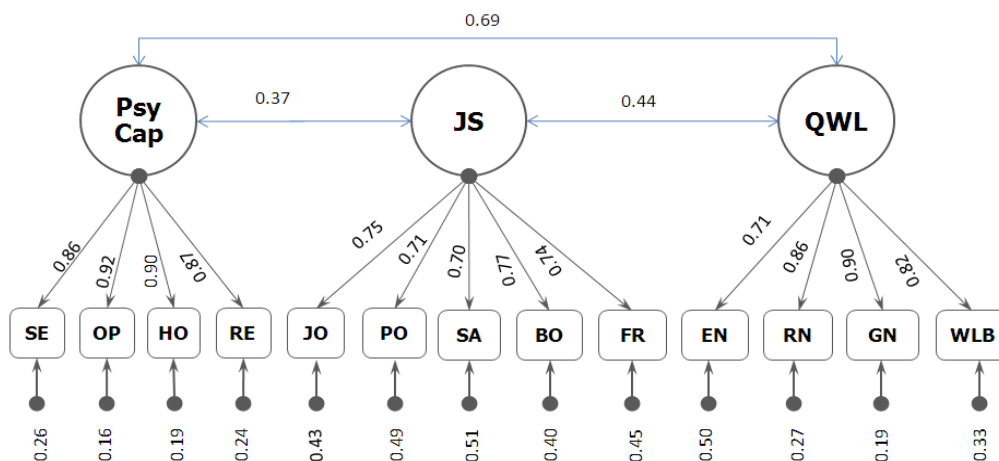 0.69
Psy
Cap
0.37
JS
0.44
QWL
0.86
0.92
0.90
0.87
0.75
0.71
0.70
0.77
0.74
0.71
0.86
0.90
0.82
SE
OP
HO
RE
JO
PO
SA
BO
FR
EN
RN
GN
WLB
0.26
0.16
0.19
0.24
0.43
0.49
0.51
0.40
0.45
0.50
0.27
0.19
0.33